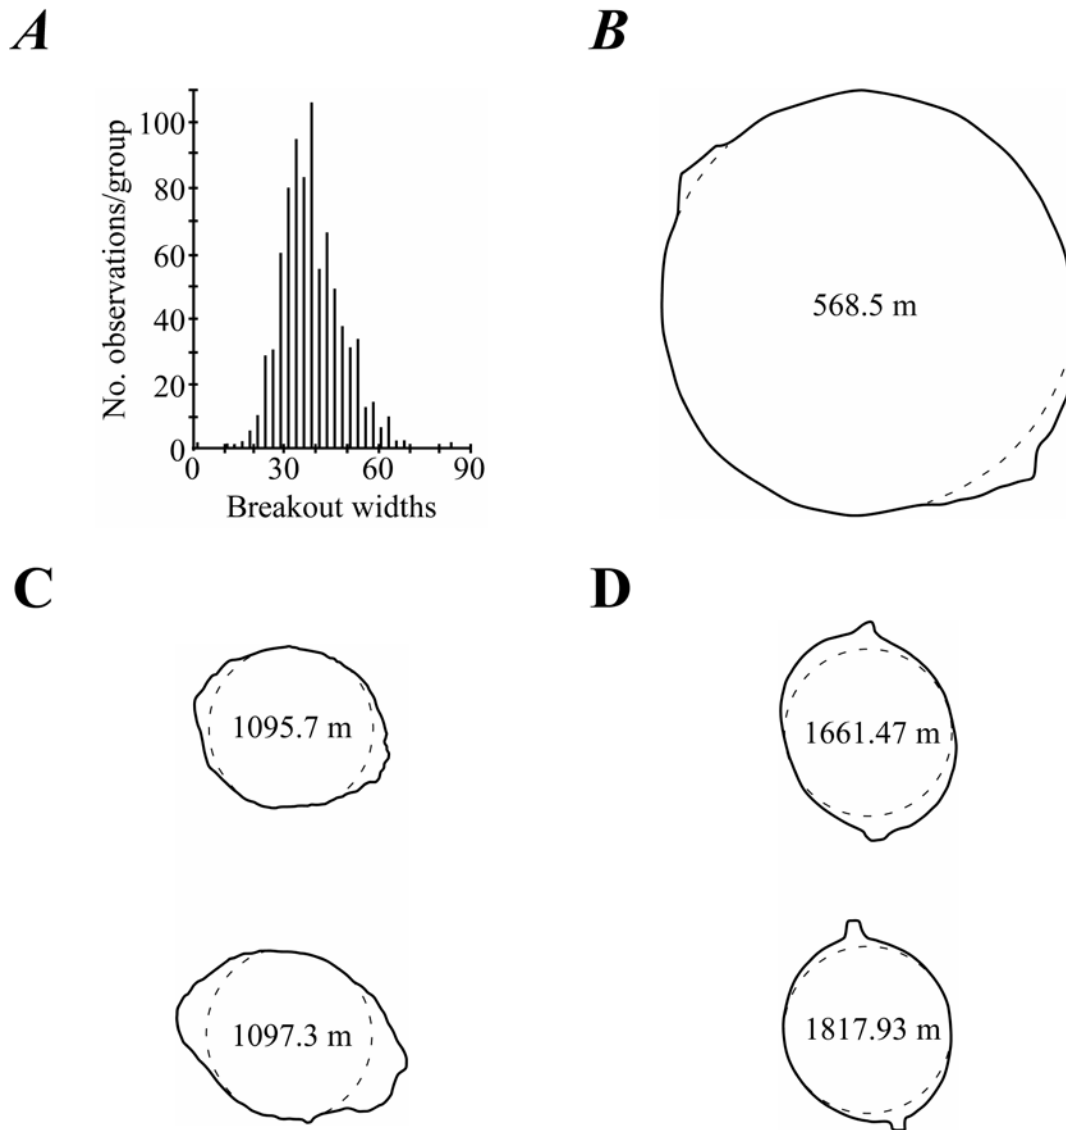 A
B
No. observations/group
100
80
60
40
20
0
0 30 60 90
Breakout widths
568.5 m
C
D
1095.7 m
1661.47 m
1097.3 m
1817.93 m